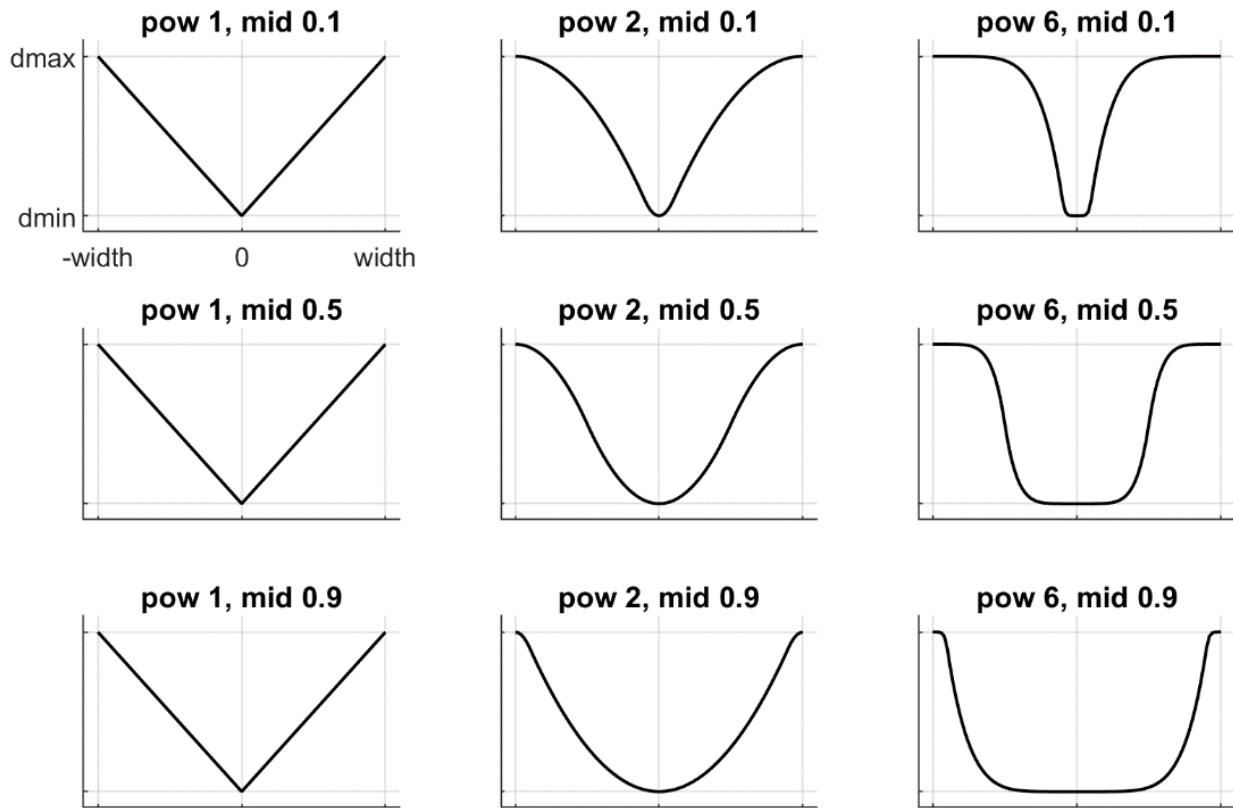 pow 1, mid 0.1
pow 2, mid 0.1
pow 6, mid 0.1
dmax
dmin
-width 0 width
pow 1, mid 0.5
pow 2, mid 0.5
pow 6, mid 0.5
pow 1, mid 0.9
pow 2, mid 0.9
pow 6, mid 0.9